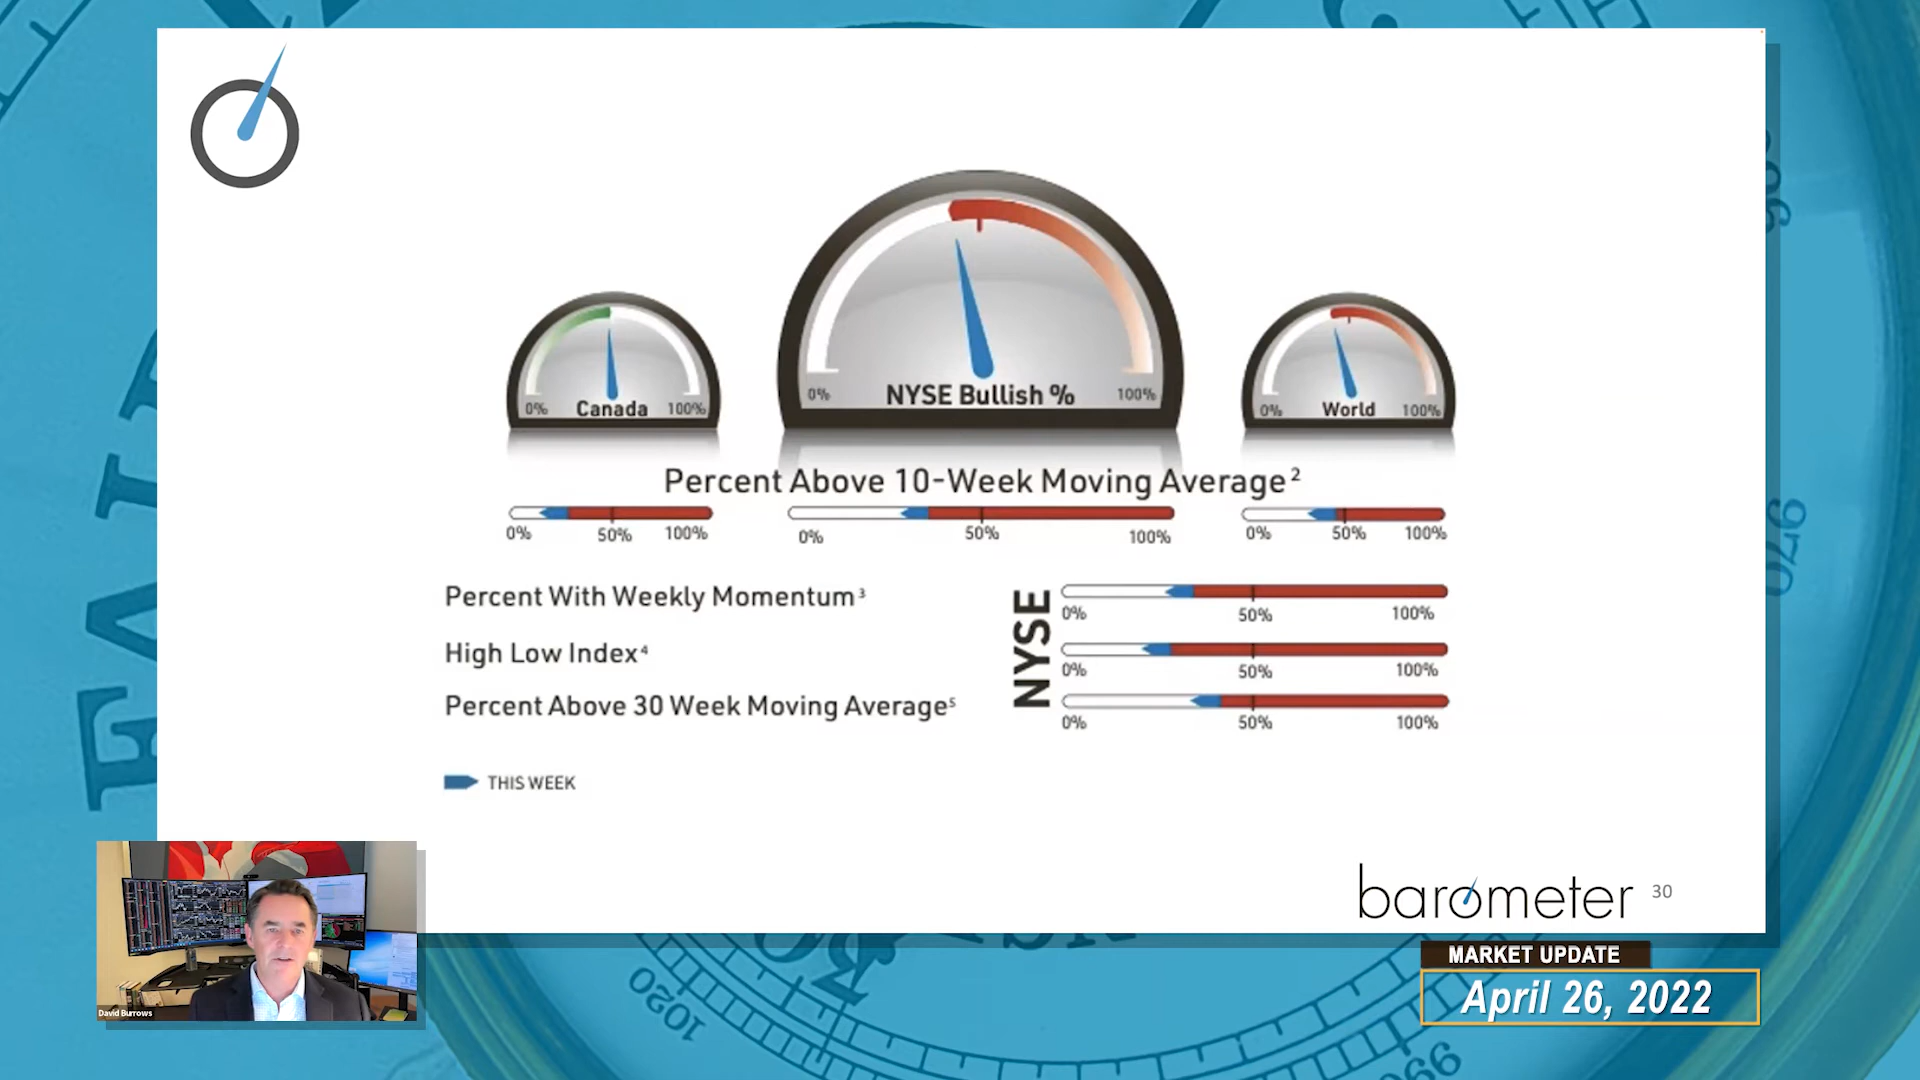 0% Canada 100%
0% NYSE Bullish % 100%
0% World 100%
Percent Above 10-Week Moving Average²
0% 50% 100%
0% 50% 100%
0% 50% 100%
Percent With Weekly Momentum³
High Low Index⁴
Percent Above 30 Week Moving Average⁵
NYSE
0% 50% 100%
0% 50% 100%
0% 50% 100%
THIS WEEK
barometer 30
David Burrows
MARKET UPDATE
April 26, 2022
FAIR
1020
970